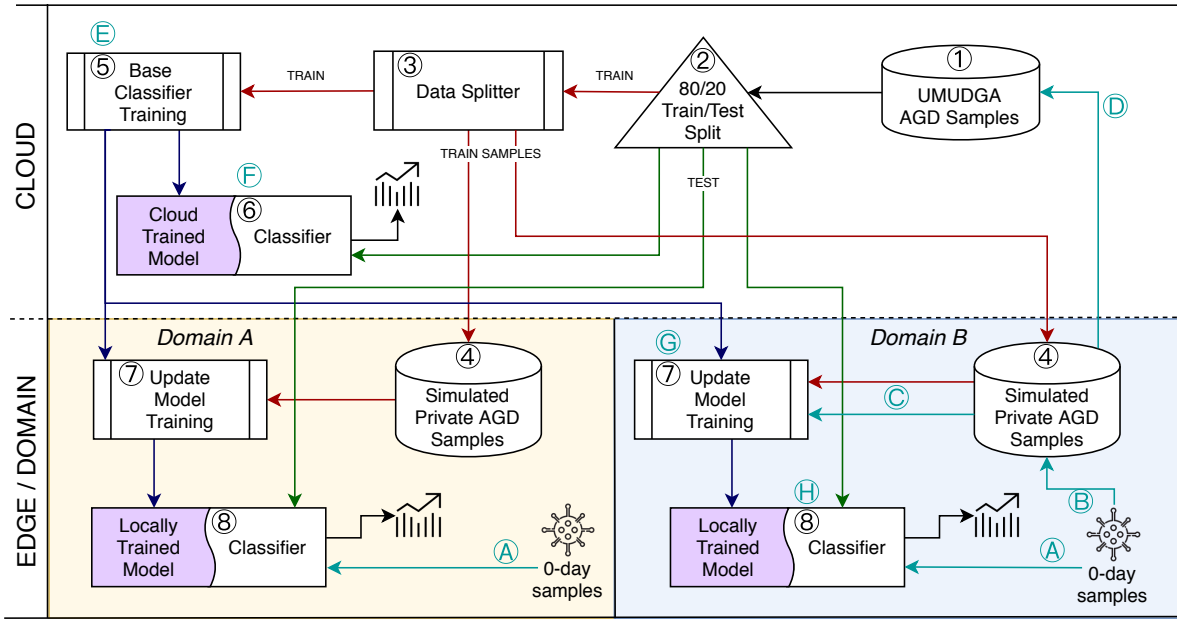 CLOUD
Ⓔ
⑤
Base
Classifier
Training
TRAIN
③
Data Splitter
TRAIN
②
80/20
Train/Test
Split
①
UMUDGA
AGD Samples
Ⓓ
TRAIN SAMPLES
TEST
Ⓕ
Cloud
Trained
Model
⑥
Classifier
EDGE / DOMAIN
Domain A
⑦
Update
Model
Training
④
Simulated
Private AGD
Samples
Locally
Trained
Model
⑧
Classifier
Ⓐ
0-day
samples
Domain B
Ⓖ
⑦
Update
Model
Training
Ⓒ
④
Simulated
Private AGD
Samples
Ⓑ
Ⓗ
Locally
Trained
Model
⑧
Classifier
Ⓐ
0-day
samples